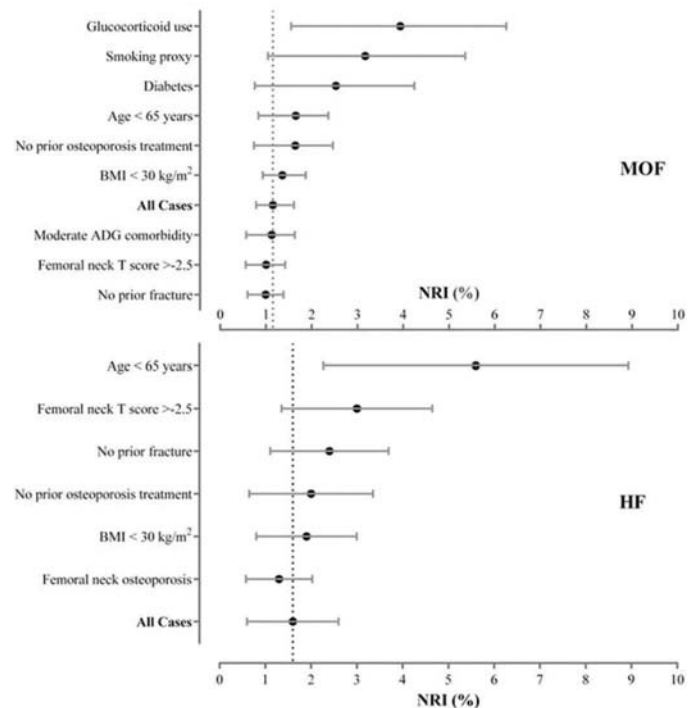 Glucocorticoid use
Smoking proxy
Diabetes
Age < 65 years
No prior osteoporosis treatment
BMI < 30 kg/m²
All Cases
Moderate ADG comorbidity
Femoral neck T score >-2.5
No prior fracture
MOF
NRI (%)
0 1 2 3 4 5 6 7 8 9 10
Age < 65 years
Femoral neck T score >-2.5
No prior fracture
No prior osteoporosis treatment
BMI < 30 kg/m²
Femoral neck osteoporosis
All Cases
HF
0 1 2 3 4 5 6 7 8 9 10
NRI (%)